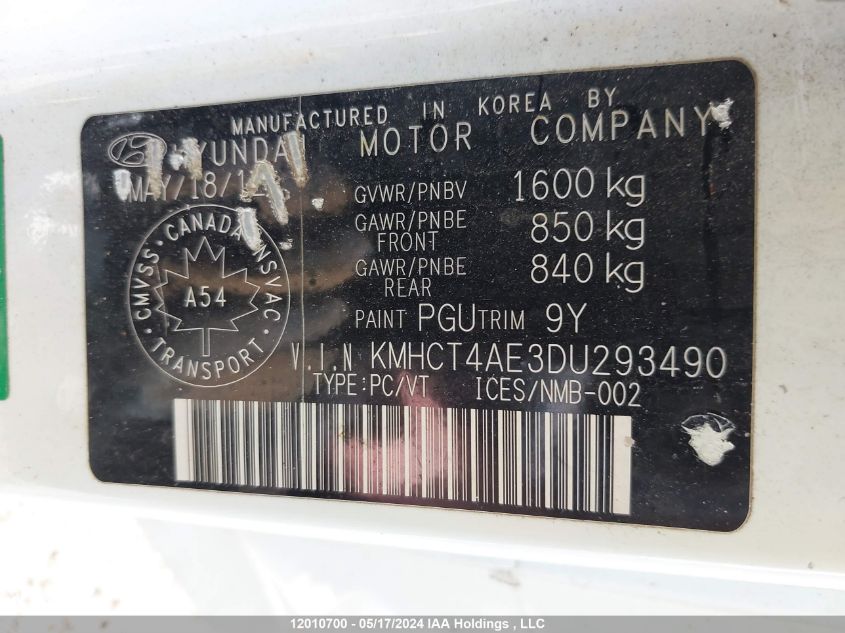 MANUFACTURED IN KOREA BY
HYUNDAI MOTOR COMPANY
MAY/18/
GVWR/PNBV 1600 kg
GAWR/PNBE FRONT 850 kg
GAWR/PNBE REAR 840 kg
CMVSS · CANADA · NSVAC · TRANSPORT ·
A54
PAINT PGU TRIM 9Y
V.I.N KMHCT4AE3DU293490
TYPE:PC/VT ICES/NMB-002
12010700 - 05/17/2024 IAA Holdings , LLC